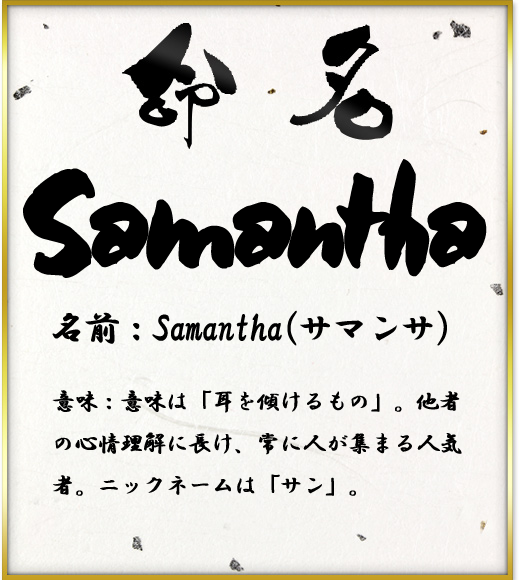 命名
Samantha
名前：Samantha(サマンサ)
意味：意味は「耳を傾けるもの」。他者
の心情理解に長け、常に人が集まる人気
者。ニックネームは「サン」。